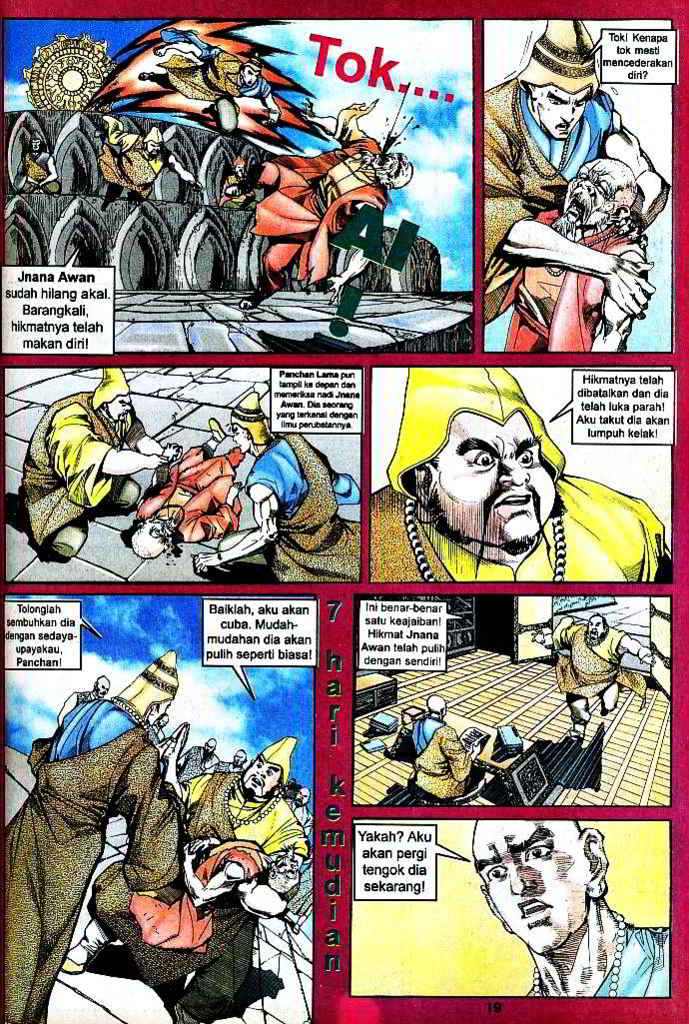 Tok....
AI
!
Jnana Awan
sudah hilang akal.
Barangkali,
hikmatnya telah
makan diri!
Tok! Kenapa
tok mesti
mencederakan
diri?
Panchan Lama pun
tampil ke depan dan
memeriksa nadi Jnana
Awan. Dia seorang
yang terkenal dengan
ilmu perubatannya.
Hikmatnya telah
dibatalkan dan dia
telah luka parah!
Aku takut dia akan
lumpuh kelak!
Tolonglah
sembuhkan dia
dengan sedaya-
upayakau,
Panchan!
Baiklah, aku akan
cuba. Mudah-
mudahan dia akan
pulih seperti biasa!
7 hari kemudian
Ini benar-benar
satu keajaiban!
Hikmat Jnana
Awan telah pulih
dengan sendiri!
Yakah? Aku
akan pergi
tengok dia
sekarang!
19